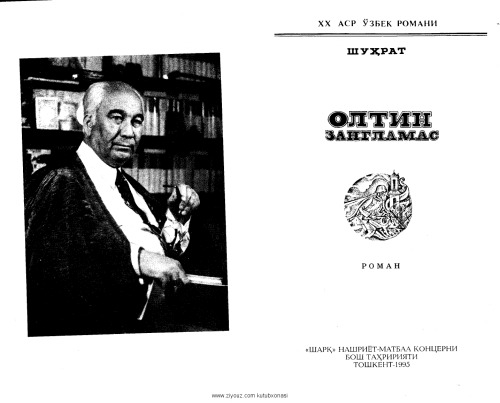 XX АСР ЎЗБЕК РОМАНИ
ШУҲРАТ
ОЛТИН
ЗАНГЛАМАС
РОМАН
«ШАРҚ» НАШРИЁТ-МАТБАА КОНЦЕРНИ
БОШ ТАҲРИРИЯТИ
ТОШКЕНТ-1995
www.ziyouz.com kutubxonasi